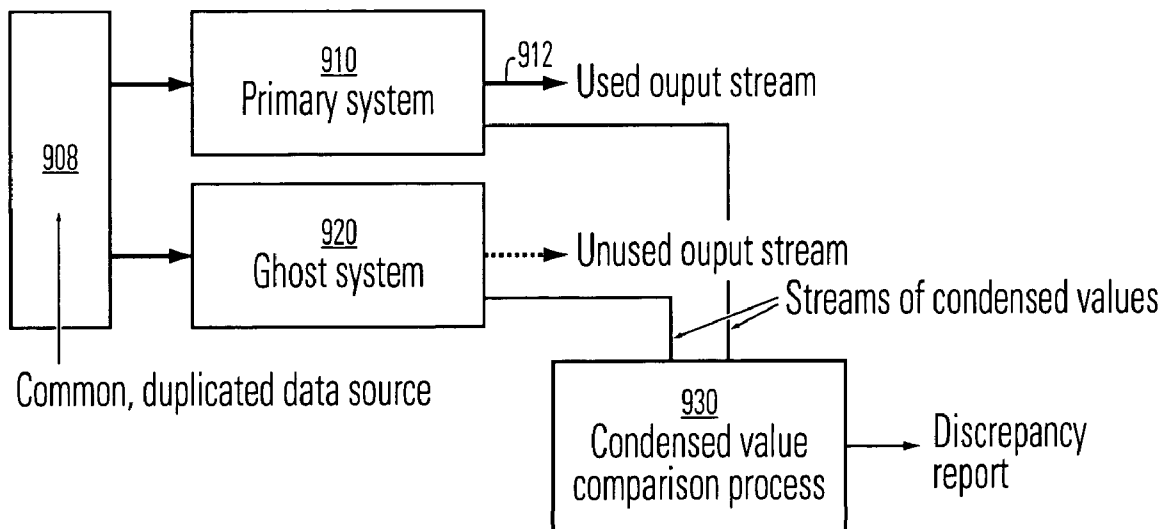 910
Primary system
912
Used ouput stream
908
920
Ghost system
Unused ouput stream
Streams of condensed values
Common, duplicated data source
930
Condensed value
comparison process
Discrepancy
report